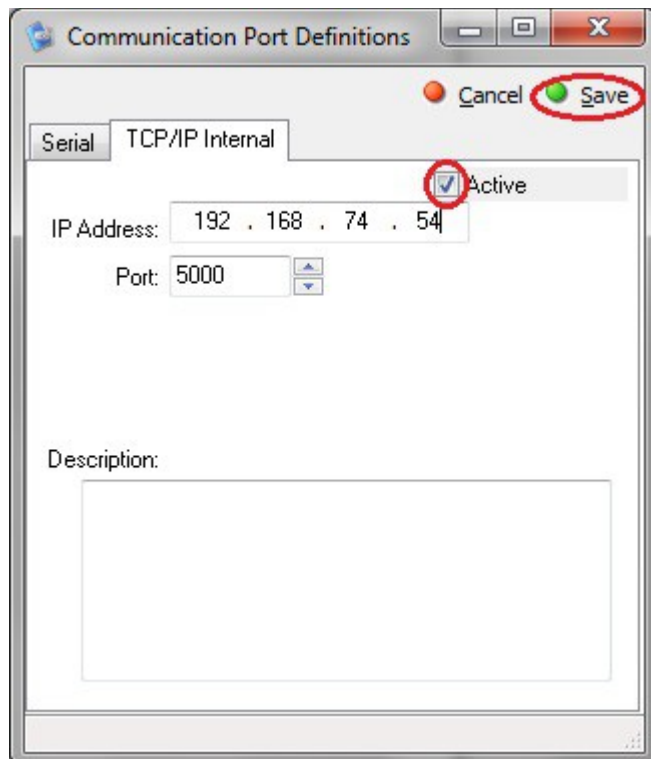 Communication Port Definitions
Cancel Save
Serial TCP/IP Internal
Active
IP Address: 192 . 168 . 74 . 54
Port: 5000
Description: